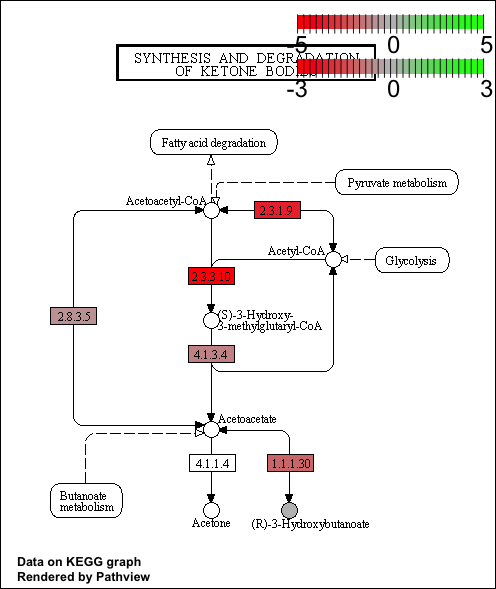 -5 0 5
SYNTHESIS AND DEGRADATION
OF KETONE BODIES
-3 0 3
Fatty acid degradation
Pyruvate metabolism
Acetoacetyl-CoA
2.3.1.9
Acetyl-CoA
Glycolysis
2.3.3.10
2.8.3.5
(S)-3-Hydroxy-
3-methylglutaryl-CoA
4.1.3.4
Acetoacetate
4.1.1.4
1.1.1.30
Butanoate
metabolism
Acetone
(R)-3-Hydroxybutanoate
Data on KEGG graph
Rendered by Pathview